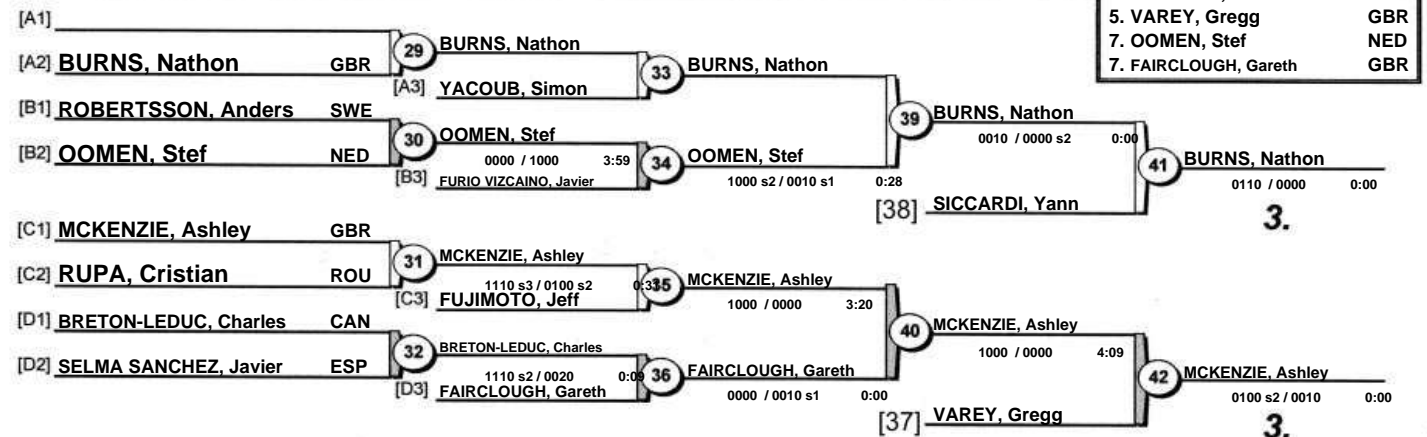 5. VAREY, Gregg GBR
7. OOMEN, Stef NED
7. FAIRCLOUGH, Gareth GBR
[A1]
[A2] BURNS, Nathon GBR
29 BURNS, Nathon
[A3] YACOUB, Simon
33 BURNS, Nathon
[B1] ROBERTSSON, Anders SWE
[B2] OOMEN, Stef NED
30 OOMEN, Stef
0000 / 1000 3:59
[B3] FURIO VIZCAINO, Javier
34 OOMEN, Stef
1000 s2 / 0010 s1 0:28
39 BURNS, Nathon
0010 / 0000 s2 0:00
[38] SICCARDI, Yann
41 BURNS, Nathon
0110 / 0000 0:00
3.
[C1] MCKENZIE, Ashley GBR
[C2] RUPA, Cristian ROU
31 MCKENZIE, Ashley
1110 s3 / 0100 s2
[C3] FUJIMOTO, Jeff
35 MCKENZIE, Ashley
1000 / 0000 3:20
[D1] BRETON-LEDUC, Charles CAN
[D2] SELMA SANCHEZ, Javier ESP
32 BRETON-LEDUC, Charles
1110 s2 / 0020 0:09
[D3] FAIRCLOUGH, Gareth
36 FAIRCLOUGH, Gareth
0000 / 0010 s1 0:00
40 MCKENZIE, Ashley
1000 / 0000 4:09
[37] VAREY, Gregg
42 MCKENZIE, Ashley
0100 s2 / 0010 0:00
3.